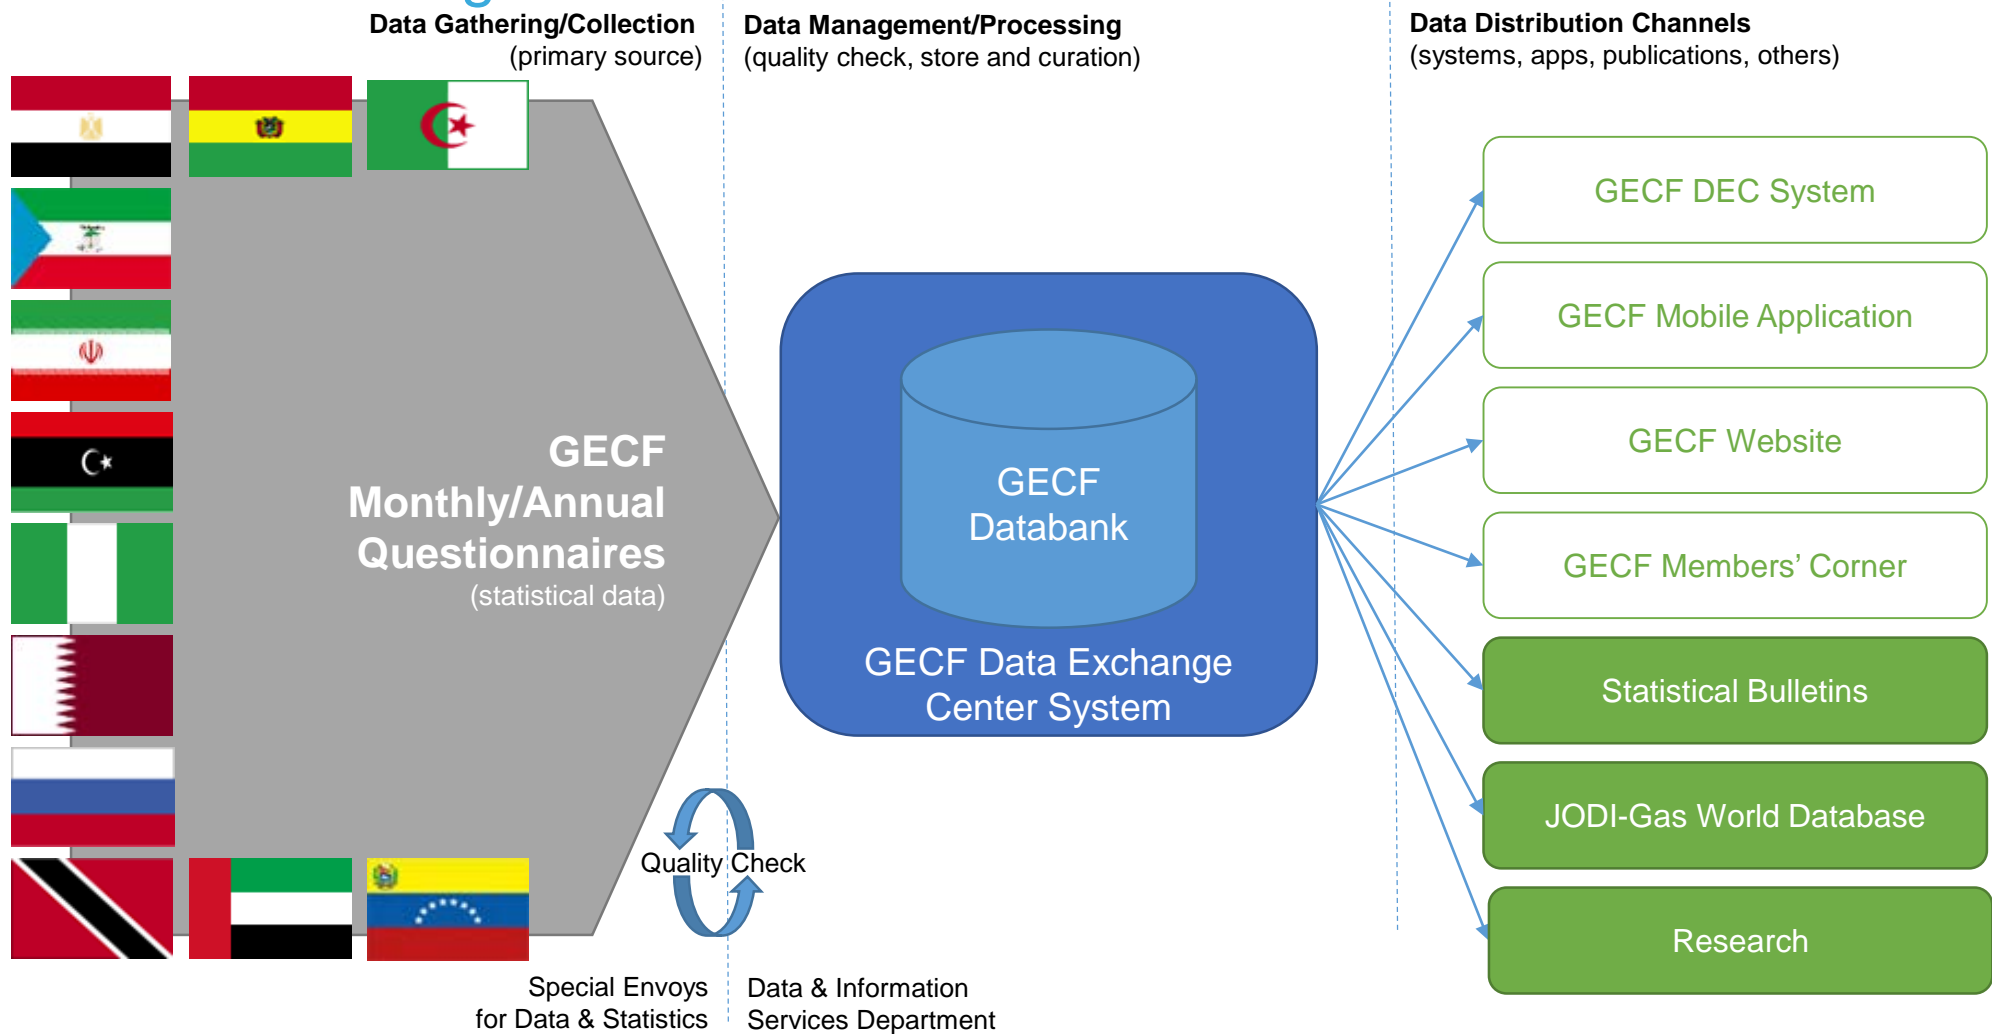 Data Gathering/Collection
(primary source)
Data Management/Processing
(quality check, store and curation)
Data Distribution Channels
(systems, apps, publications, others)
GECF
Monthly/Annual
Questionnaires
(statistical data)
GECF
Databank
GECF Data Exchange
Center System
GECF DEC System
GECF Mobile Application
GECF Website
GECF Members’ Corner
Statistical Bulletins
JODI-Gas World Database
Research
Quality Check
Special Envoys
for Data & Statistics
Data & Information
Services Department